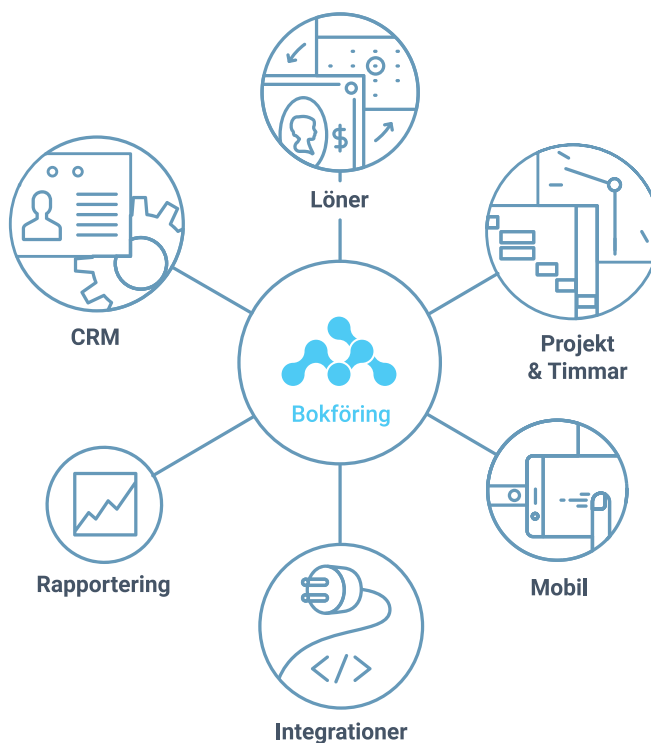 $
Löner
CRM
Projekt
& Timmar
Bokföring
Rapportering
Mobil
</>
Integrationer